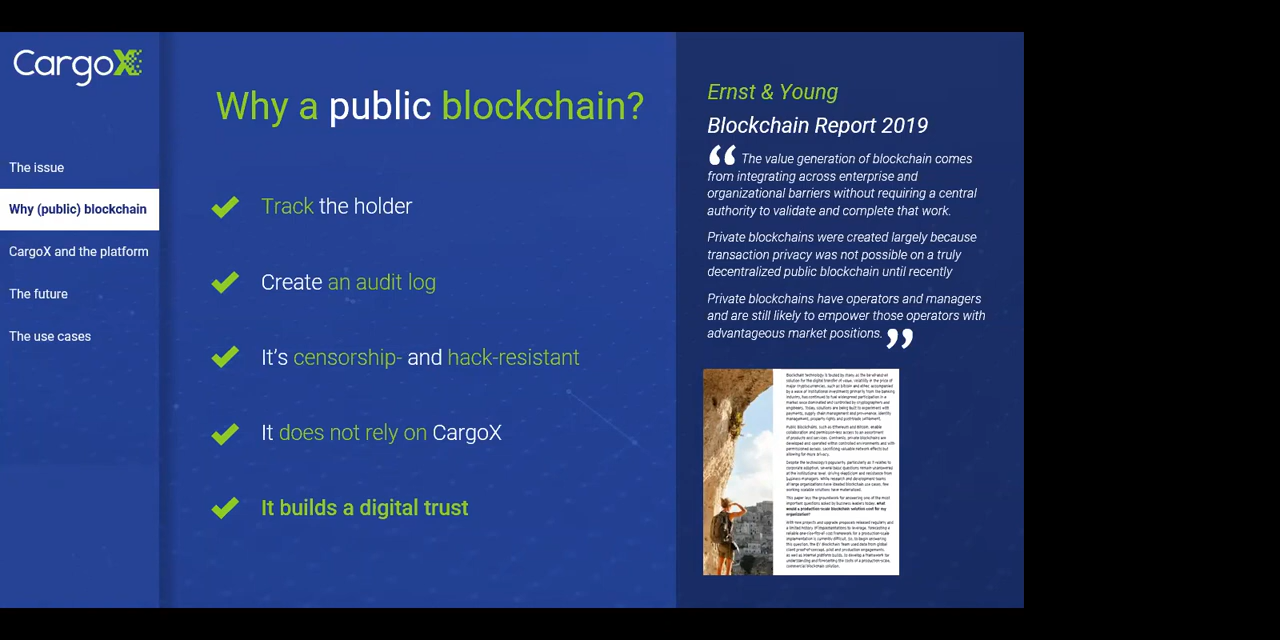 CargoX
The issue
Why (public) blockchain
CargoX and the platform
The future
The use cases
Why a public blockchain?
Track the holder
Create an audit log
It's censorship- and hack-resistant
It does not rely on CargoX
It builds a digital trust
Ernst & Young
Blockchain Report 2019
“ The value generation of blockchain comes
from integrating across enterprise and
organizational barriers without requiring a central
authority to validate and complete that work.
Private blockchains were created largely because
transaction privacy was not possible on a truly
decentralized public blockchain until recently
Private blockchains have operators and managers
and are still likely to empower those operators with
advantageous market positions. ”